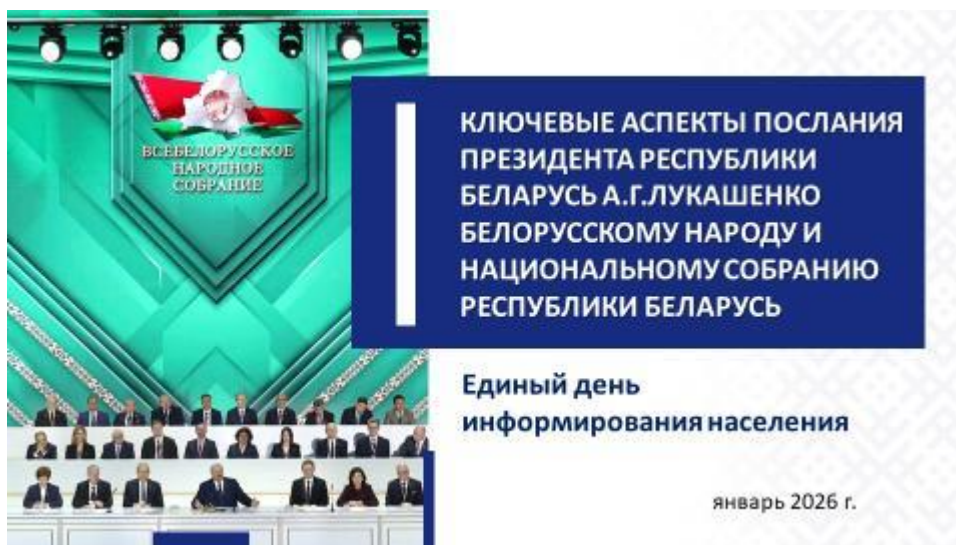 ВСЕБЕЛОРУССКОЕ
НАРОДНОЕ
СОБРАНИЕ
КЛЮЧЕВЫЕ АСПЕКТЫ ПОСЛАНИЯ
ПРЕЗИДЕНТА РЕСПУБЛИКИ
БЕЛАРУСЬ А.Г.ЛУКАШЕНКО
БЕЛОРУССКОМУ НАРОДУ И
НАЦИОНАЛЬНОМУ СОБРАНИЮ
РЕСПУБЛИКИ БЕЛАРУСЬ
Единый день
информирования населения
январь 2026 г.